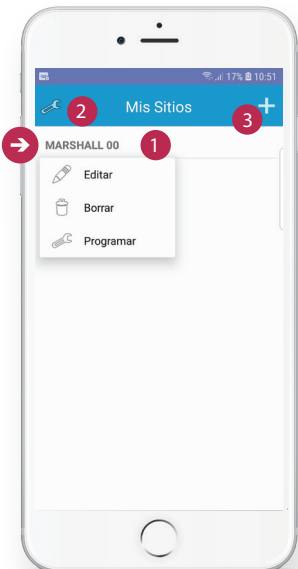 17% 10:51
2 Mis Sitios 3
MARSHALL 00 1
Editar
Borrar
Programar